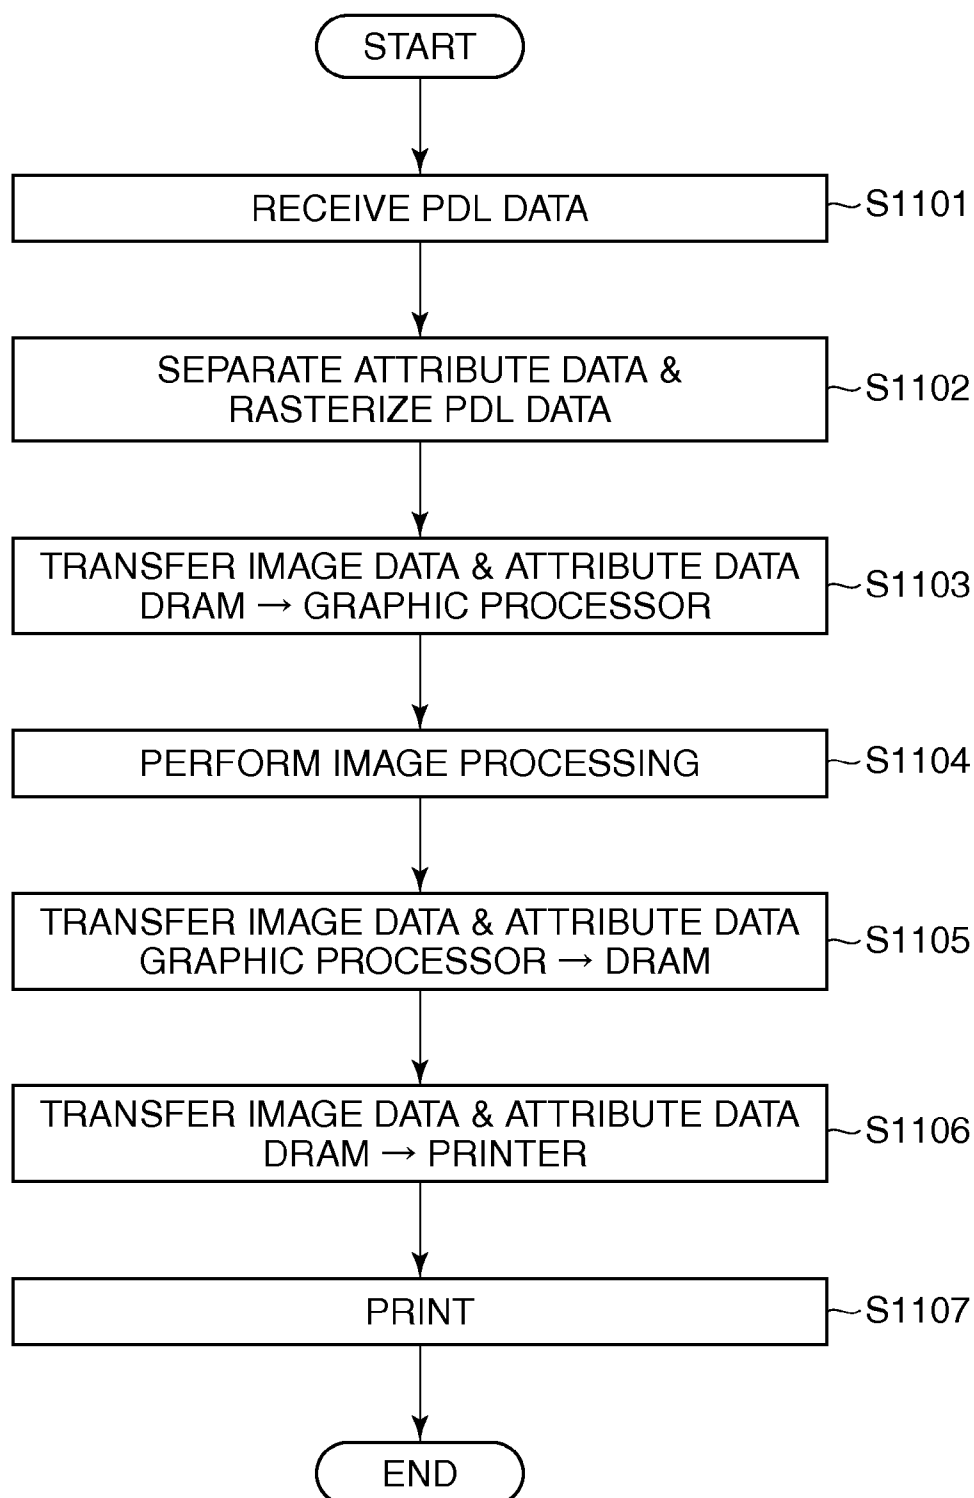 START
RECEIVE PDL DATA
S1101
SEPARATE ATTRIBUTE DATA &
RASTERIZE PDL DATA
S1102
TRANSFER IMAGE DATA & ATTRIBUTE DATA
DRAM → GRAPHIC PROCESSOR
S1103
PERFORM IMAGE PROCESSING
S1104
TRANSFER IMAGE DATA & ATTRIBUTE DATA
GRAPHIC PROCESSOR → DRAM
S1105
TRANSFER IMAGE DATA & ATTRIBUTE DATA
DRAM → PRINTER
S1106
PRINT
S1107
END